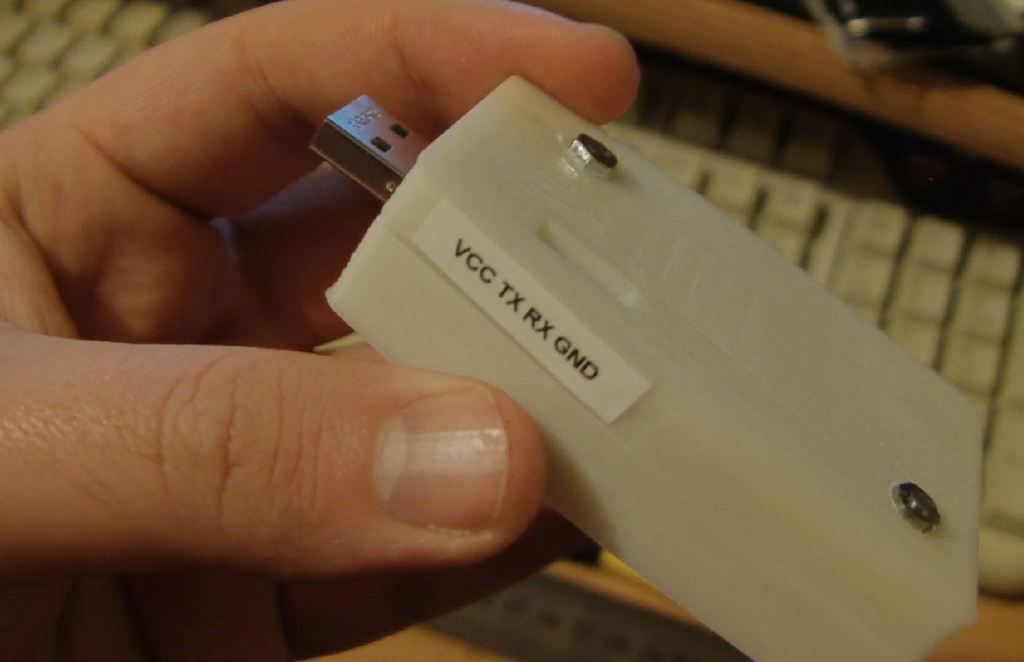 VCC TX RX GND